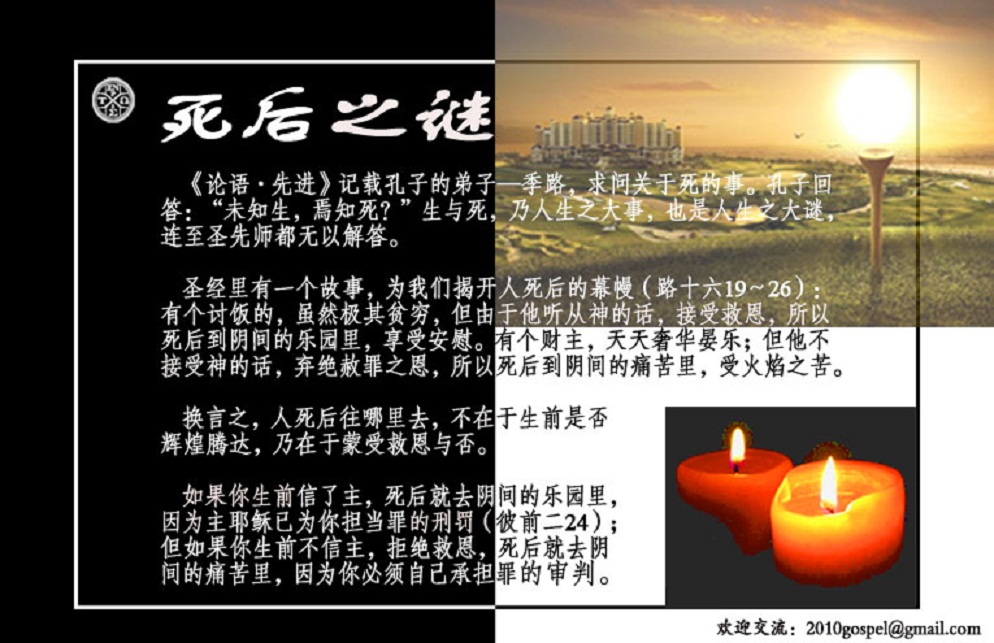 死后之谜
《论语·先进》记载孔子的弟子—季路，求问关于死的事。孔子回
答：“未知生，焉知死？”生与死，乃人生之大事，也是人生之大谜，
连至圣先师都无以解答。
圣经里有一个故事，为我们揭开人死后的幕幔（路十六19～26）：
有个讨饭的，虽然极其贫穷，但由于他听从神的话，接受救恩，所以
死后到阴间的乐园里，享受安慰。有个财主，天天奢华晏乐；但他不
接受神的话，弃绝赦罪之恩，所以死后到阴间的痛苦里，受火焰之苦。
换言之，人死后往哪里去，不在于生前是否
辉煌腾达，乃在于蒙受救恩与否。
如果你生前信了主，死后就去阴间的乐园里，
因为主耶稣已为你担当罪的刑罚（彼前二24）；
但如果你生前不信主，拒绝救恩，死后就去阴
间的痛苦里，因为你必须自己承担罪的审判。
欢迎交流：2010gospel@gmail.com